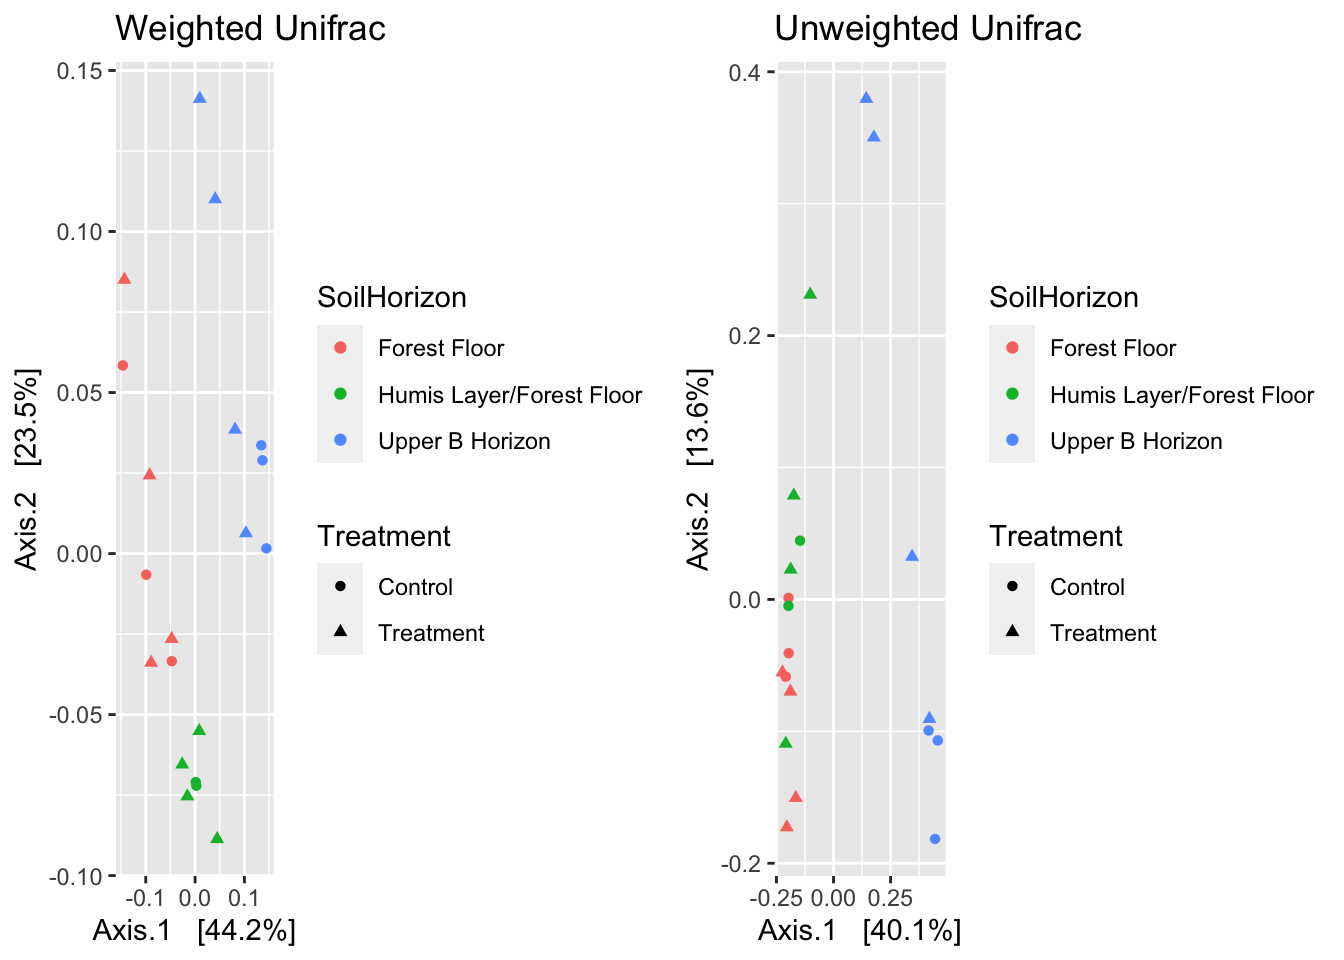 Weighted Unifrac
0.15
0.10
0.05
0.00
-0.05
-0.10
Axis.2 [23.5%]
-0.1 0.0 0.1
Axis.1 [44.2%]
SoilHorizon
Forest Floor
Humis Layer/Forest Floor
Upper B Horizon
Treatment
Control
Treatment
Unweighted Unifrac
0.4
0.2
0.0
-0.2
Axis.2 [13.6%]
-0.25 0.00 0.25
Axis.1 [40.1%]
SoilHorizon
Forest Floor
Humis Layer/Forest Floor
Upper B Horizon
Treatment
Control
Treatment